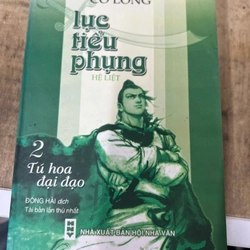 CỔ LONG
lục
tiểu
phụng
HỆ LIỆT
2
Tú hoa
đại đạo
ĐÔNG HẢI dịch
Tái bản lần thứ nhất
NHÀ XUẤT BẢN HỘI NHÀ VĂN